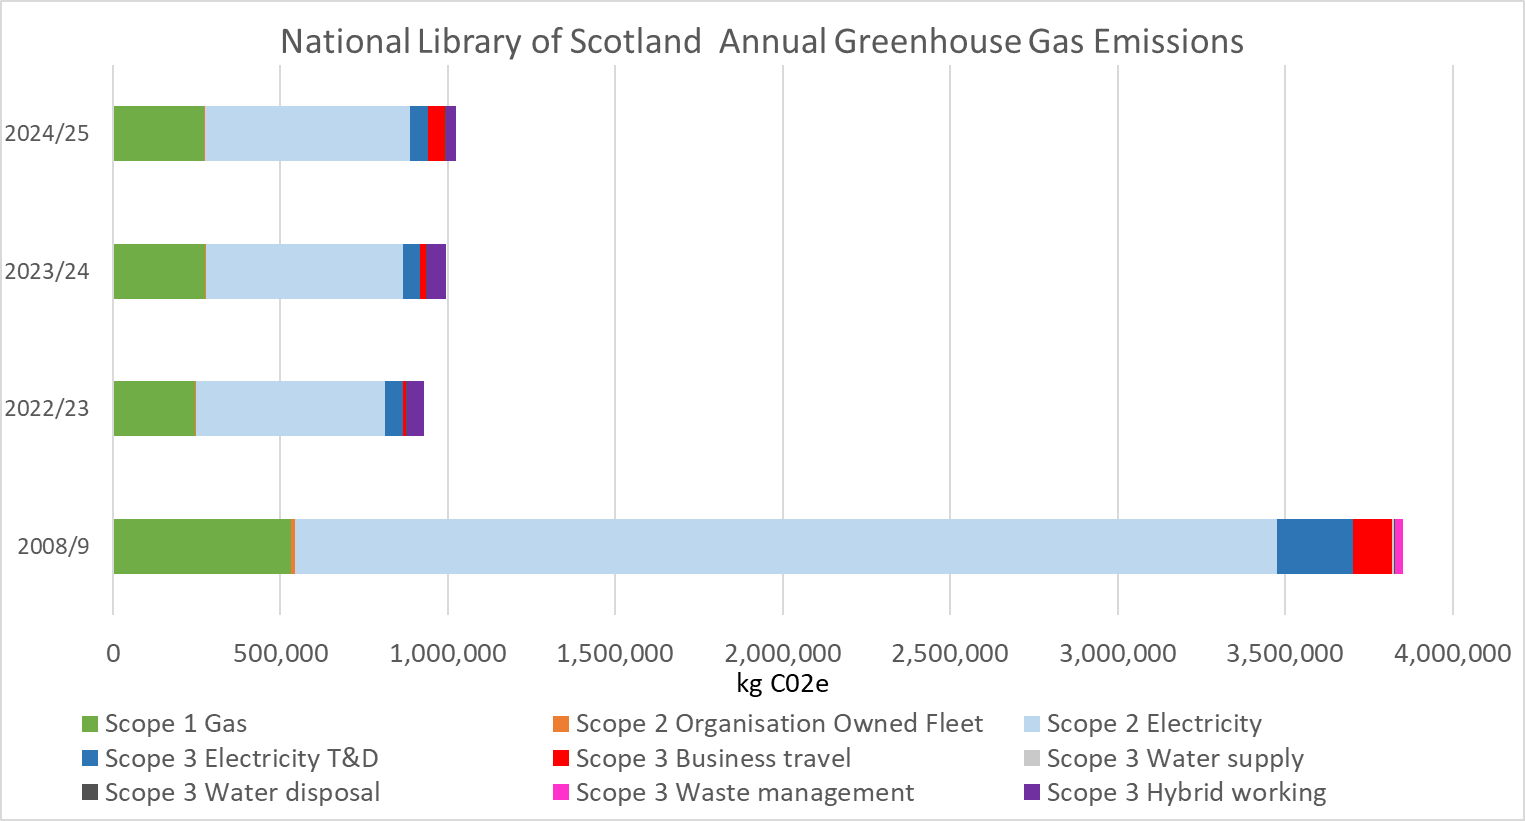 National Library of Scotland  Annual Greenhouse Gas Emissions
2024/25
2023/24
2022/23
2008/9
0 500,000 1,000,000 1,500,000 2,000,000 2,500,000 3,000,000 3,500,000 4,000,000
kg C02e
Scope 1 Gas Scope 2 Organisation Owned Fleet Scope 2 Electricity
Scope 3 Electricity T&D Scope 3 Business travel Scope 3 Water supply
Scope 3 Water disposal Scope 3 Waste management Scope 3 Hybrid working